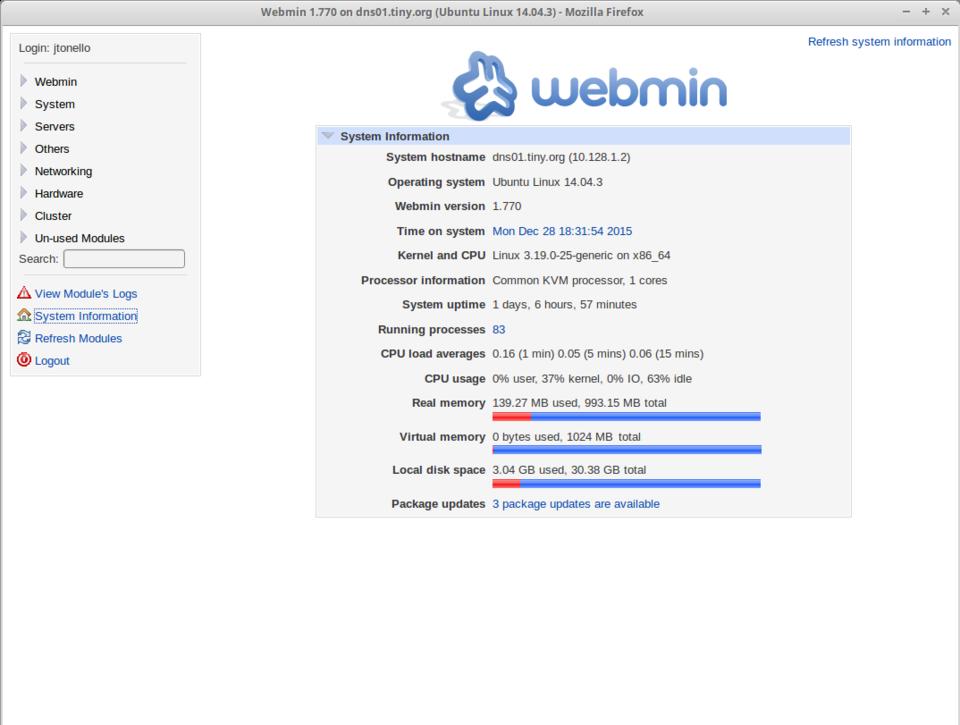 Webmin 1.770 on dns01.tiny.org (Ubuntu Linux 14.04.3) - Mozilla Firefox
Login: jtonello
Webmin
System
Servers
Others
Networking
Hardware
Cluster
Un-used Modules
Search:
View Module's Logs
System Information
Refresh Modules
Logout
Refresh system information
webmin
System Information
System hostname dns01.tiny.org (10.128.1.2)
Operating system Ubuntu Linux 14.04.3
Webmin version 1.770
Time on system Mon Dec 28 18:31:54 2015
Kernel and CPU Linux 3.19.0-25-generic on x86_64
Processor information Common KVM processor, 1 cores
System uptime 1 days, 6 hours, 57 minutes
Running processes 83
CPU load averages 0.16 (1 min) 0.05 (5 mins) 0.06 (15 mins)
CPU usage 0% user, 37% kernel, 0% IO, 63% idle
Real memory 139.27 MB used, 993.15 MB total
Virtual memory 0 bytes used, 1024 MB total
Local disk space 3.04 GB used, 30.38 GB total
Package updates 3 package updates are available